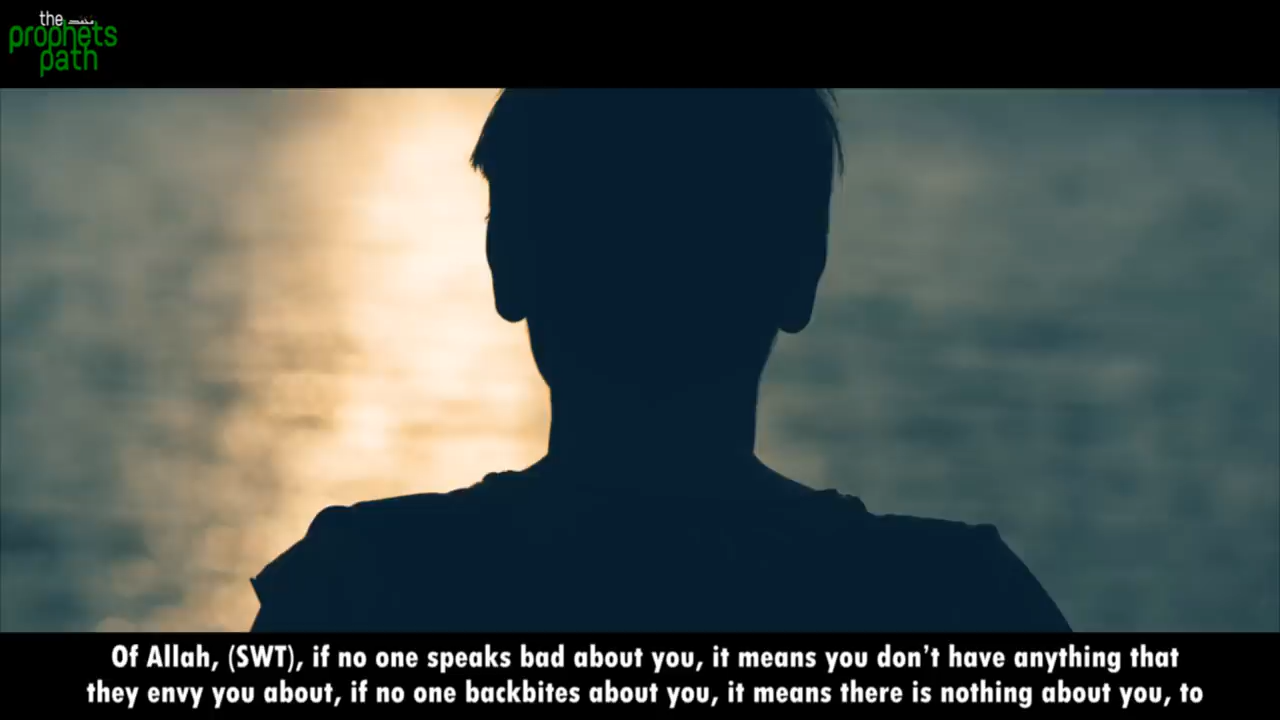 the محمد
prophets
path
Of Allah, (SWT), if no one speaks bad about you, it means you don’t have anything that
they envy you about, if no one backbites about you, it means there is nothing about you, to